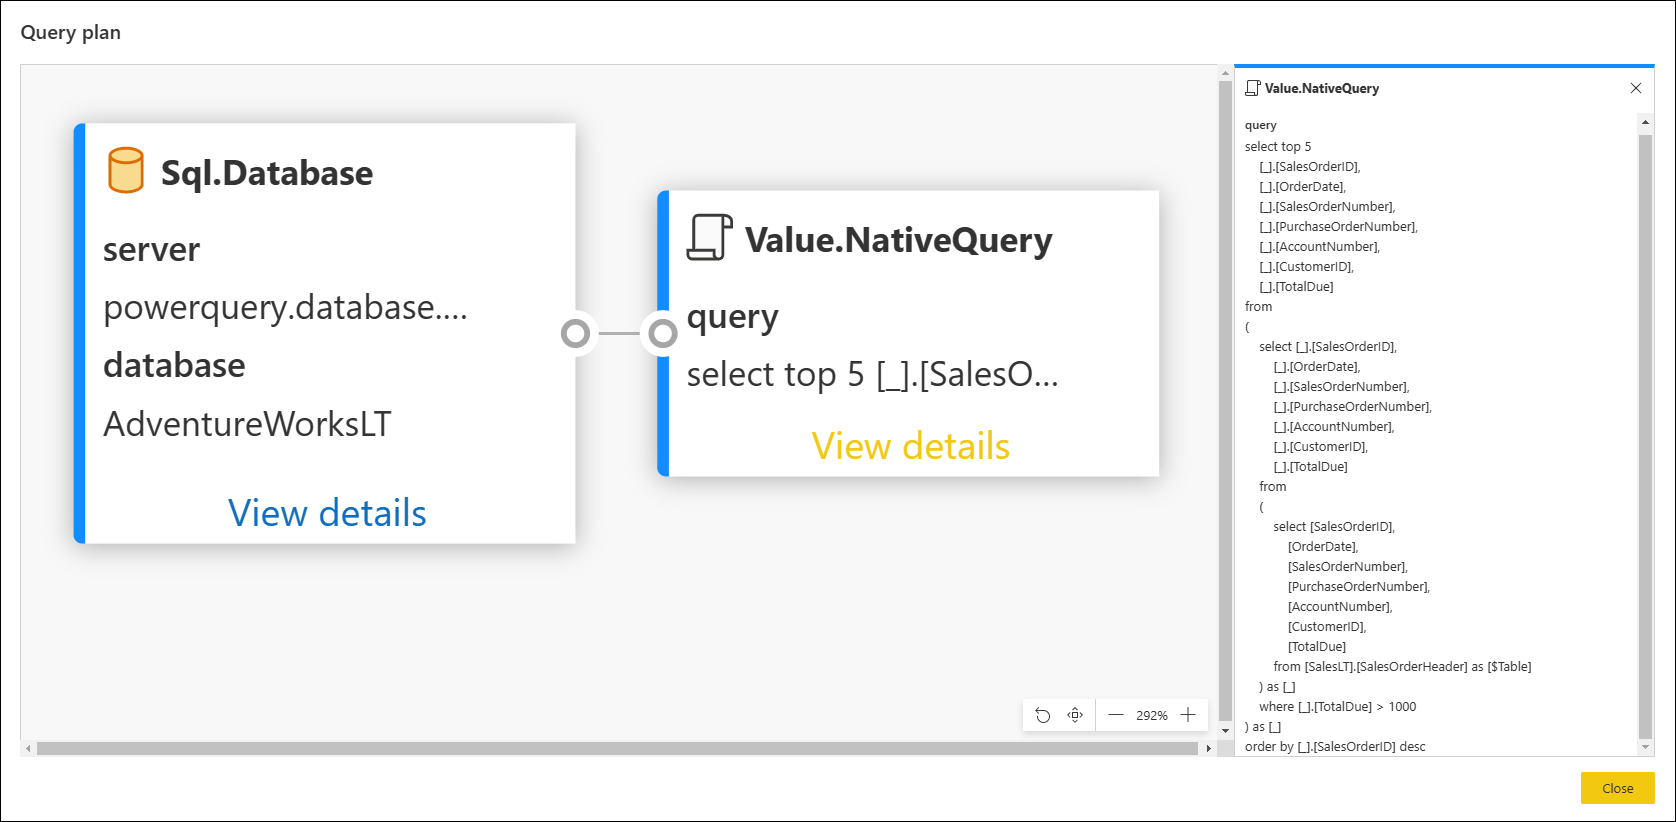 Query plan
Sql.Database
server
powerquery.database....
database
AdventureWorksLT
View details
Value.NativeQuery
query
select top 5 [_].[SalesO...
View details
292%
Value.NativeQuery
query
select top 5
[_].[SalesOrderID],
[_].[OrderDate],
[_].[SalesOrderNumber],
[_].[PurchaseOrderNumber],
[_].[AccountNumber],
[_].[CustomerID],
[_].[TotalDue]
from
(
select [_].[SalesOrderID],
[_].[OrderDate],
[_].[SalesOrderNumber],
[_].[PurchaseOrderNumber],
[_].[AccountNumber],
[_].[CustomerID],
[_].[TotalDue]
from
(
select [SalesOrderID],
[OrderDate],
[SalesOrderNumber],
[PurchaseOrderNumber],
[AccountNumber],
[CustomerID],
[TotalDue]
from [SalesLT].[SalesOrderHeader] as [$Table]
) as [_]
where [_].[TotalDue] > 1000
) as [_]
order by [_].[SalesOrderID] desc
Close